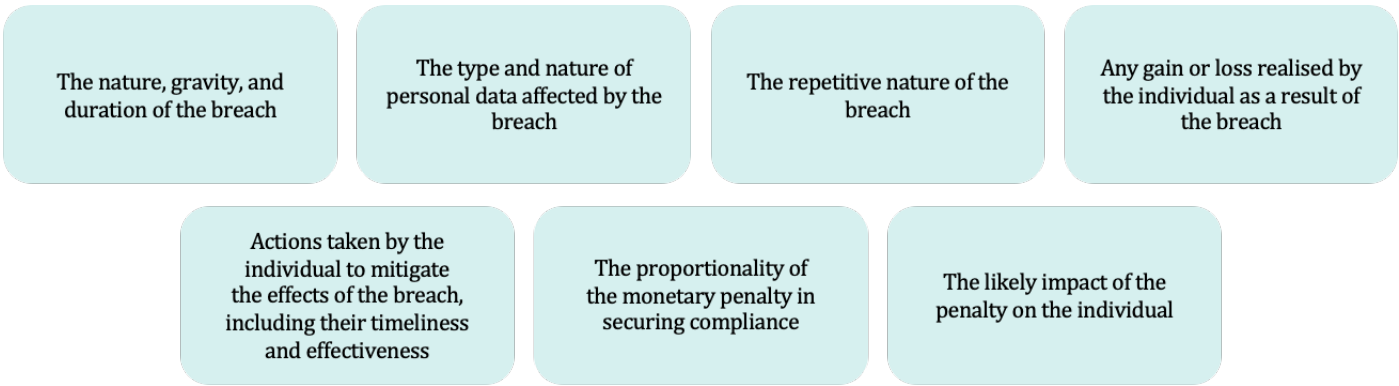 The nature, gravity, and
duration of the breach
The type and nature of
personal data affected by the
breach
The repetitive nature of the
breach
Any gain or loss realised by
the individual as a result of
the breach
Actions taken by the
individual to mitigate
the effects of the breach,
including their timeliness
and effectiveness
The proportionality of
the monetary penalty in
securing compliance
The likely impact of the
penalty on the individual